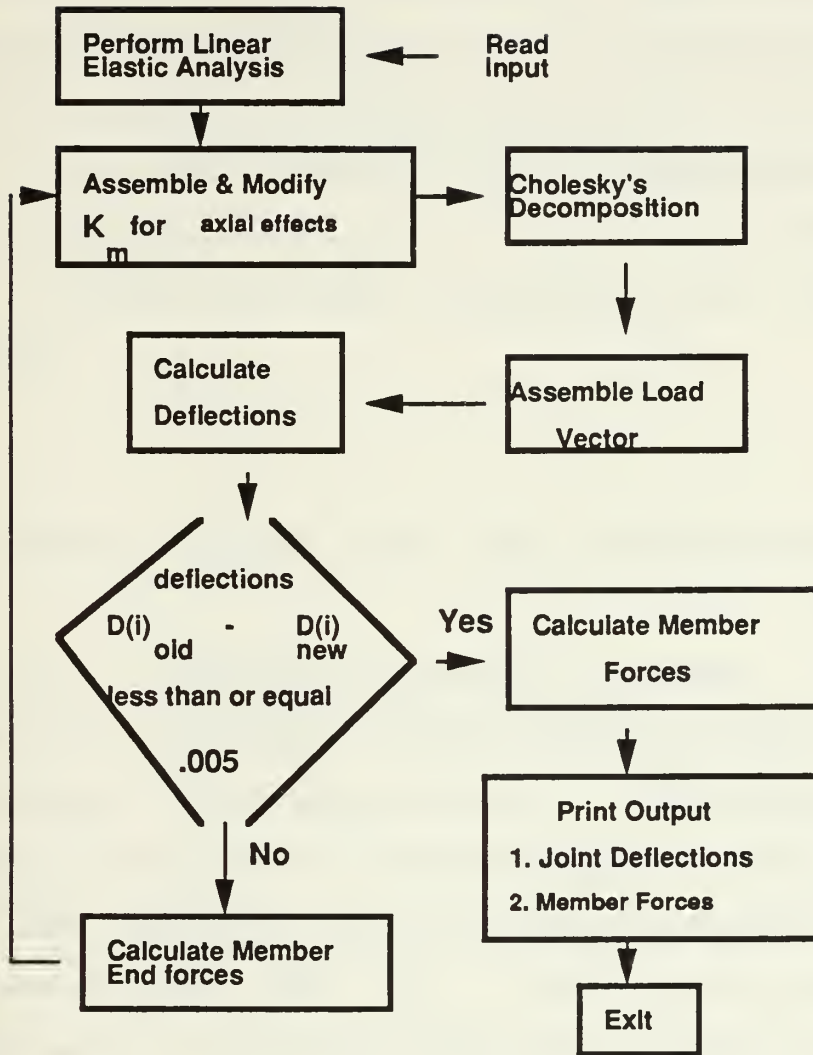 Perform Linear
Elastic Analysis
Read
Input
Assemble & Modify
K m for axial effects
Cholesky's
Decomposition
Calculate
Deflections
Assemble Load
Vector
deflections
D(i) old - D(i) new
less than or equal
.005
Yes
Calculate Member
Forces
No
Print Output
1. Joint Deflections
2. Member Forces
Calculate Member
End forces
Exit